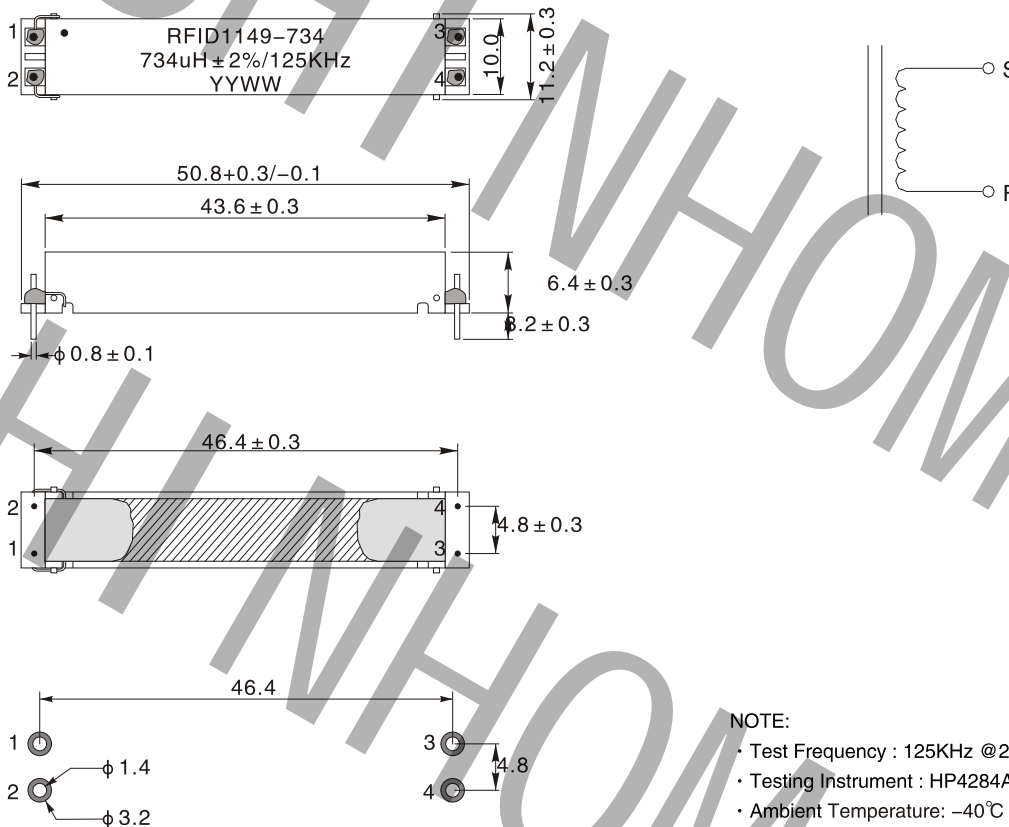 1
RFID1149-734
3
734uH±2%/125KHz
2
YYWW
4
10.0
11.2±0.3
50.8+0.3/-0.1
43.6±0.3
6.4±0.3
3.2±0.3
ϕ0.8±0.1
46.4±0.3
2
4
4.8±0.3
1
3
46.4
1
3
4.8
ϕ1.4
2
4
ϕ3.2
S
NOTE:
· Test Frequency : 125KHz @2
· Testing Instrument : HP4284A
· Ambient Temperature: -40℃